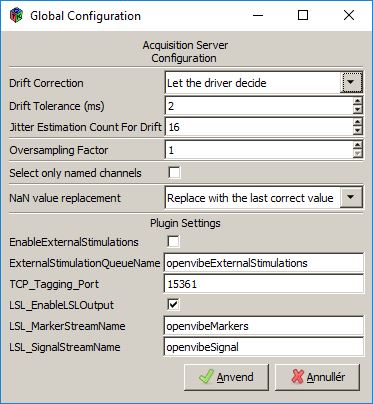 Global Configuration
Acquisition Server
Configuration
Drift Correction Let the driver decide
Drift Tolerance (ms) 2
Jitter Estimation Count For Drift 16
Oversampling Factor 1
Select only named channels
NaN value replacement Replace with the last correct value
Plugin Settings
EnableExternalStimulations
ExternalStimulationQueueName openvibeExternalStimulations
TCP_Tagging_Port 15361
LSL_EnableLSLOutput
LSL_MarkerStreamName openvibeMarkers
LSL_SignalStreamName openvibeSignal
Anvend Annullér